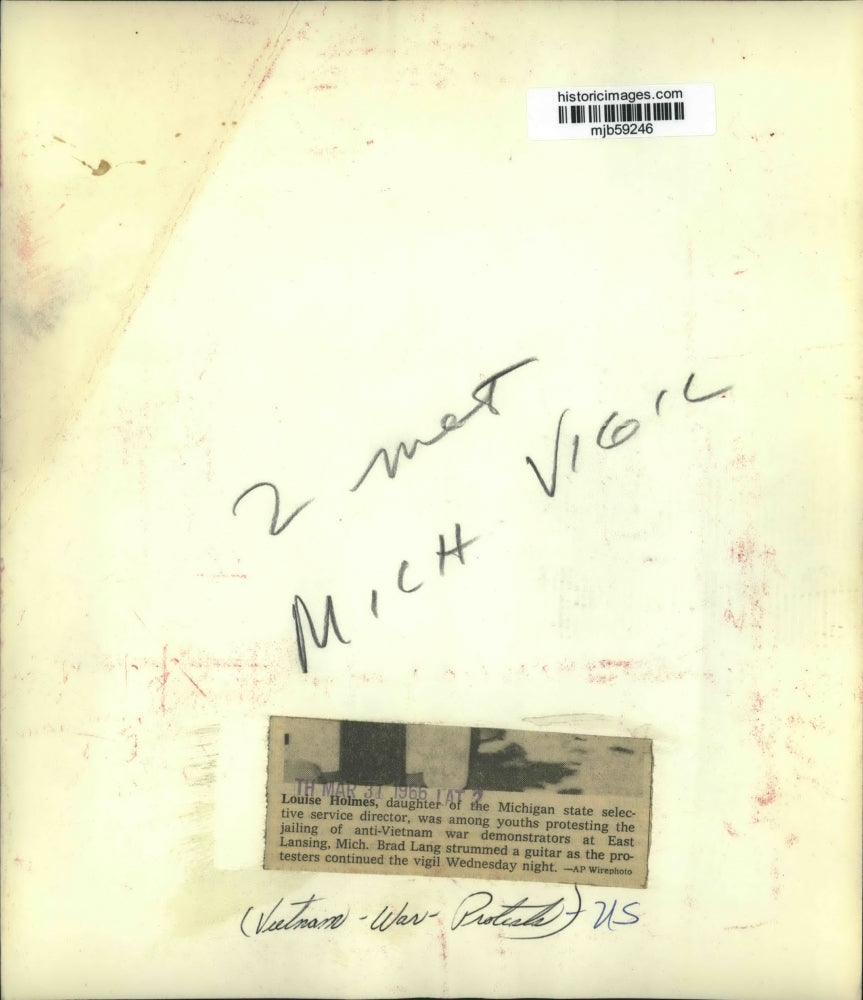 historicimages.com
mjb59246
2 met
MICH VIGIL
TH MAR 31 1966 LAT 2
Louise Holmes, daughter of the Michigan state selec-
tive service director, was among youths protesting the
jailing of anti-Vietnam war demonstrators at East
Lansing, Mich. Brad Lang strummed a guitar as the pro-
testers continued the vigil Wednesday night. —AP Wirephoto
(Vietnam - War - Protests) - US